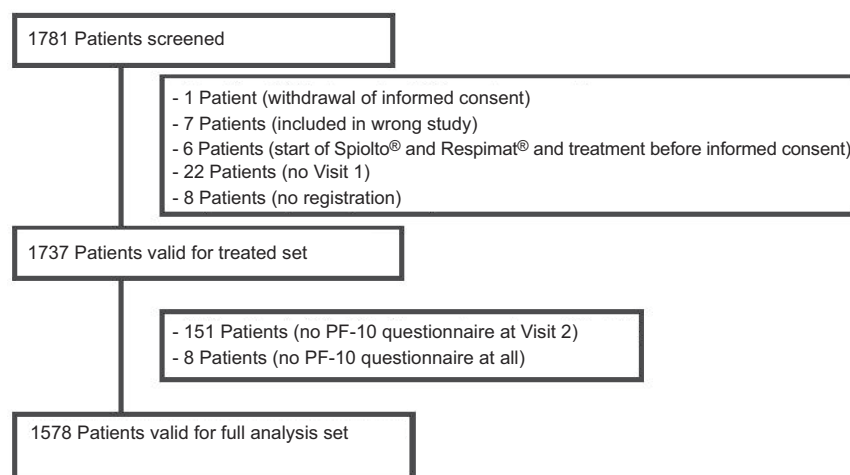 1781 Patients screened
- 1 Patient (withdrawal of informed consent)
- 7 Patients (included in wrong study)
- 6 Patients (start of Spiolto® and Respimat® and treatment before informed consent)
- 22 Patients (no Visit 1)
- 8 Patients (no registration)
1737 Patients valid for treated set
- 151 Patients (no PF-10 questionnaire at Visit 2)
- 8 Patients (no PF-10 questionnaire at all)
1578 Patients valid for full analysis set